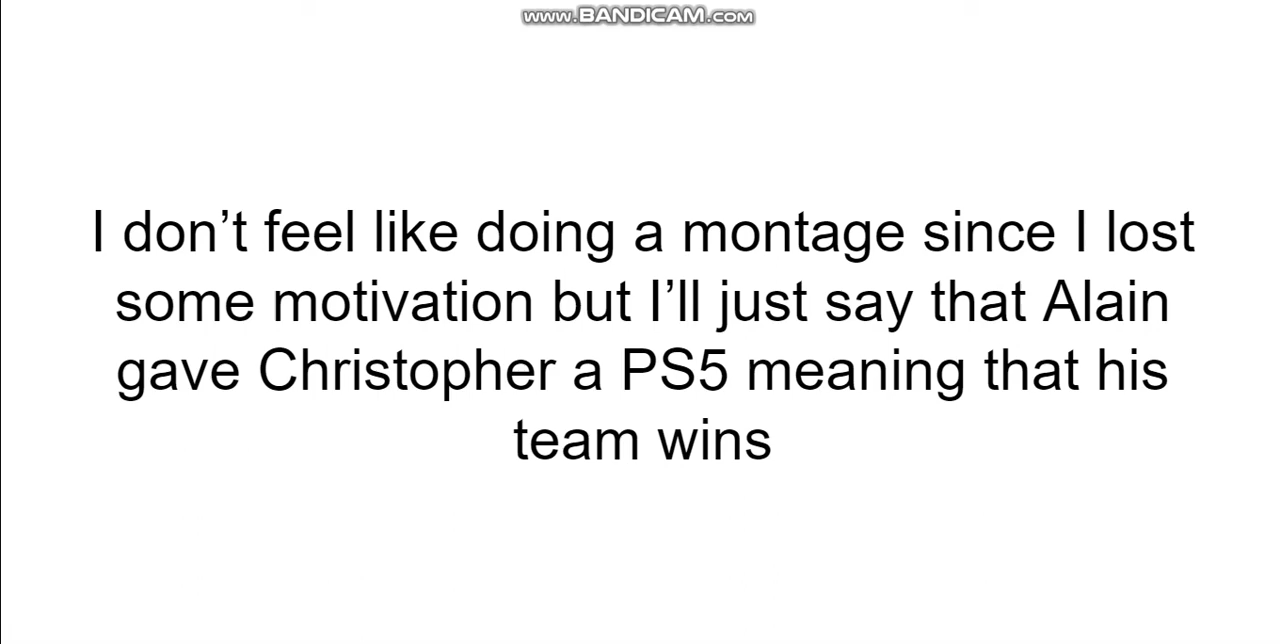 www.BANDICAM.com
I don’t feel like doing a montage since I lost
some motivation but I’ll just say that Alain
gave Christopher a PS5 meaning that his
team wins